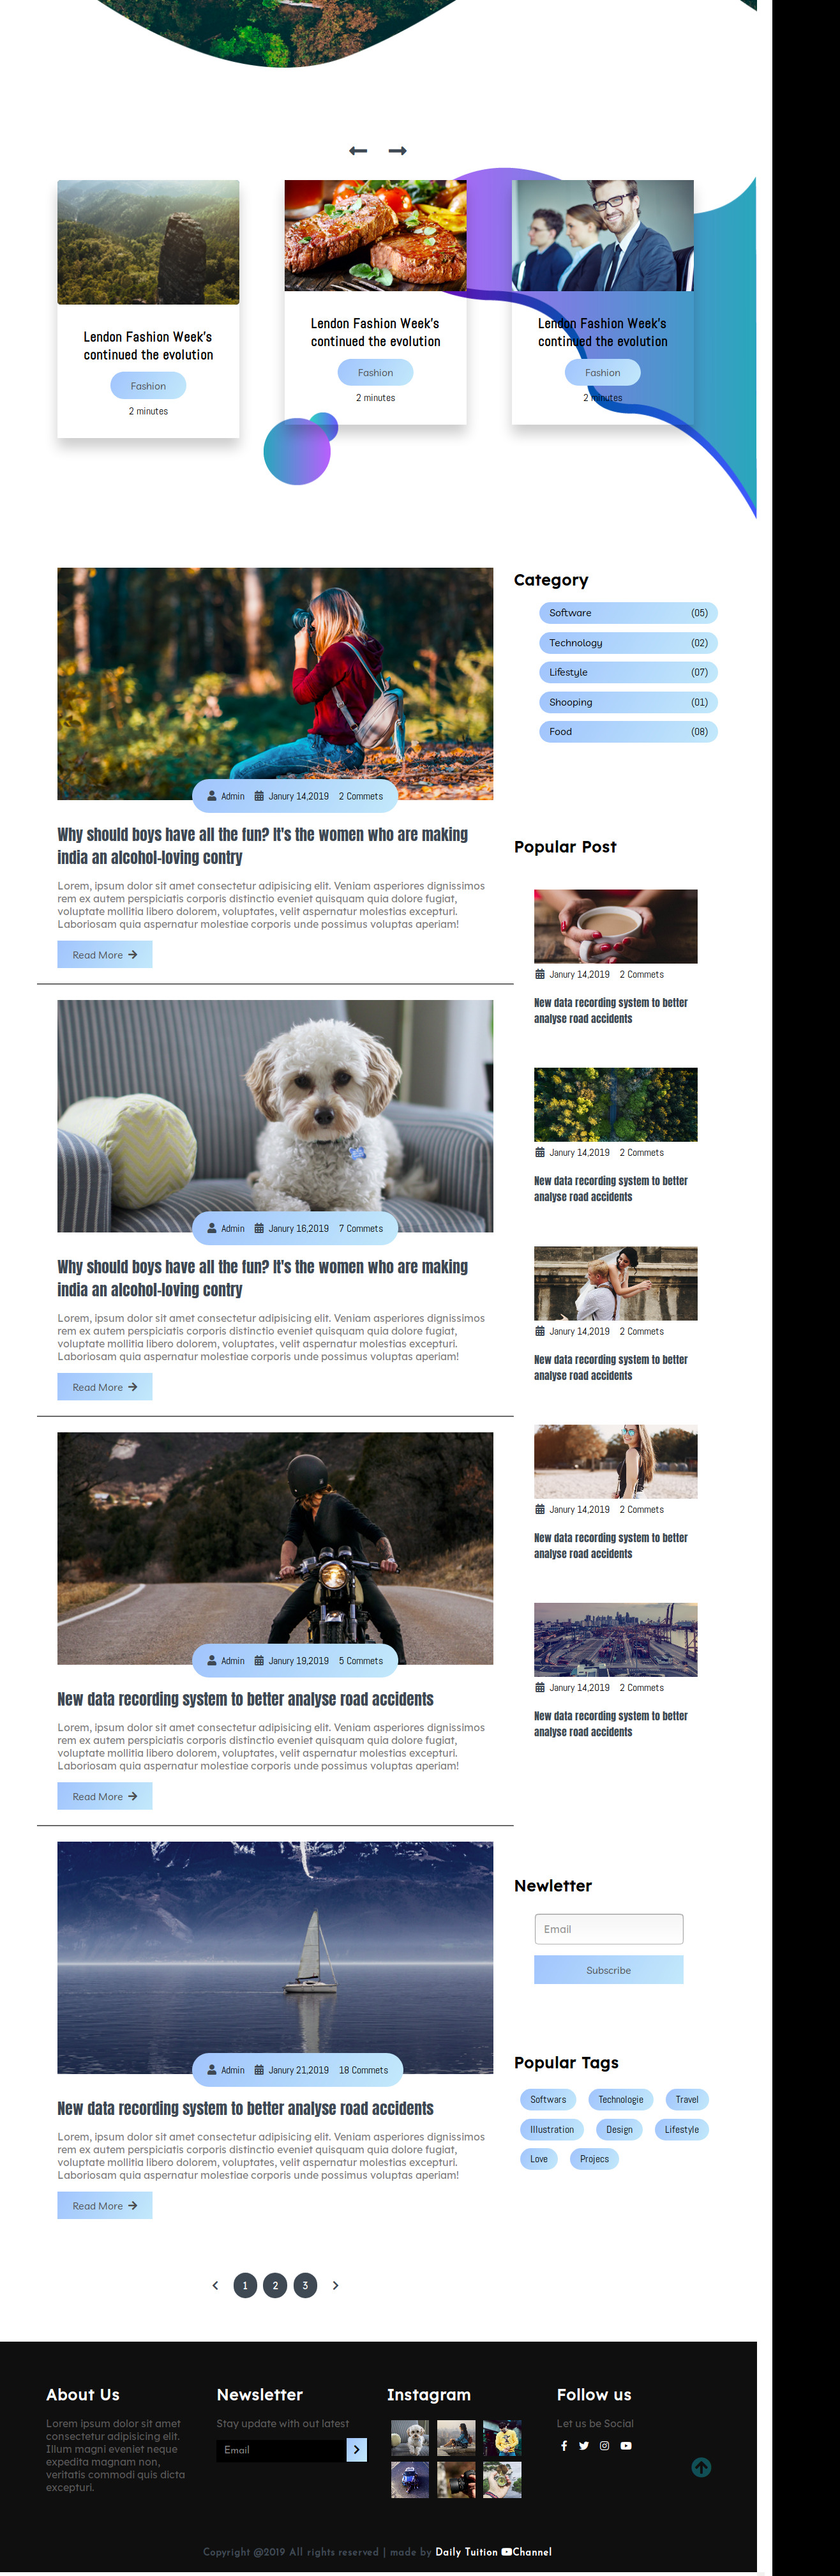 Lendon Fashion Week's
continued the evolution
Fashion
2 minutes
Lendon Fashion Week's
continued the evolution
Fashion
2 minutes
Lendon Fashion Week's
continued the evolution
Fashion
2 minutes
Admin Janury 14,2019 2 Commets
Why should boys have all the fun? It's the women who are making
india an alcohol-loving contry
Lorem, ipsum dolor sit amet consectetur adipisicing elit. Veniam asperiores dignissimos
rem ex autem perspiciatis corporis distinctio eveniet quisquam quia dolore fugiat,
voluptate mollitia libero dolorem, voluptates, velit aspernatur molestias excepturi.
Laboriosam quia aspernatur molestiae corporis unde possimus voluptas aperiam!
Read More
Admin Janury 16,2019 7 Commets
Why should boys have all the fun? It's the women who are making
india an alcohol-loving contry
Lorem, ipsum dolor sit amet consectetur adipisicing elit. Veniam asperiores dignissimos
rem ex autem perspiciatis corporis distinctio eveniet quisquam quia dolore fugiat,
voluptate mollitia libero dolorem, voluptates, velit aspernatur molestias excepturi.
Laboriosam quia aspernatur molestiae corporis unde possimus voluptas aperiam!
Read More
Admin Janury 19,2019 5 Commets
New data recording system to better analyse road accidents
Lorem, ipsum dolor sit amet consectetur adipisicing elit. Veniam asperiores dignissimos
rem ex autem perspiciatis corporis distinctio eveniet quisquam quia dolore fugiat,
voluptate mollitia libero dolorem, voluptates, velit aspernatur molestias excepturi.
Laboriosam quia aspernatur molestiae corporis unde possimus voluptas aperiam!
Read More
Admin Janury 21,2019 18 Commets
New data recording system to better analyse road accidents
Lorem, ipsum dolor sit amet consectetur adipisicing elit. Veniam asperiores dignissimos
rem ex autem perspiciatis corporis distinctio eveniet quisquam quia dolore fugiat,
voluptate mollitia libero dolorem, voluptates, velit aspernatur molestias excepturi.
Laboriosam quia aspernatur molestiae corporis unde possimus voluptas aperiam!
Read More
1 2 3
Category
Software (05)
Technology (02)
Lifestyle (07)
Shooping (01)
Food (08)
Popular Post
Janury 14,2019 2 Commets
New data recording system to better
analyse road accidents
Janury 14,2019 2 Commets
New data recording system to better
analyse road accidents
Janury 14,2019 2 Commets
New data recording system to better
analyse road accidents
Janury 14,2019 2 Commets
New data recording system to better
analyse road accidents
Janury 14,2019 2 Commets
New data recording system to better
analyse road accidents
Newletter
Email
Subscribe
Popular Tags
Softwars Technologie Travel
Illustration Design Lifestyle
Love Projecs
About Us
Lorem ipsum dolor sit amet
consectetur adipisicing elit.
Illum magni eveniet neque
expedita magnam non,
veritatis commodi quis dicta
excepturi.
Newsletter
Stay update with out latest
Email
Instagram
Follow us
Let us be Social
Copyright @2019 All rights reserved | made by Daily Tuition Channel